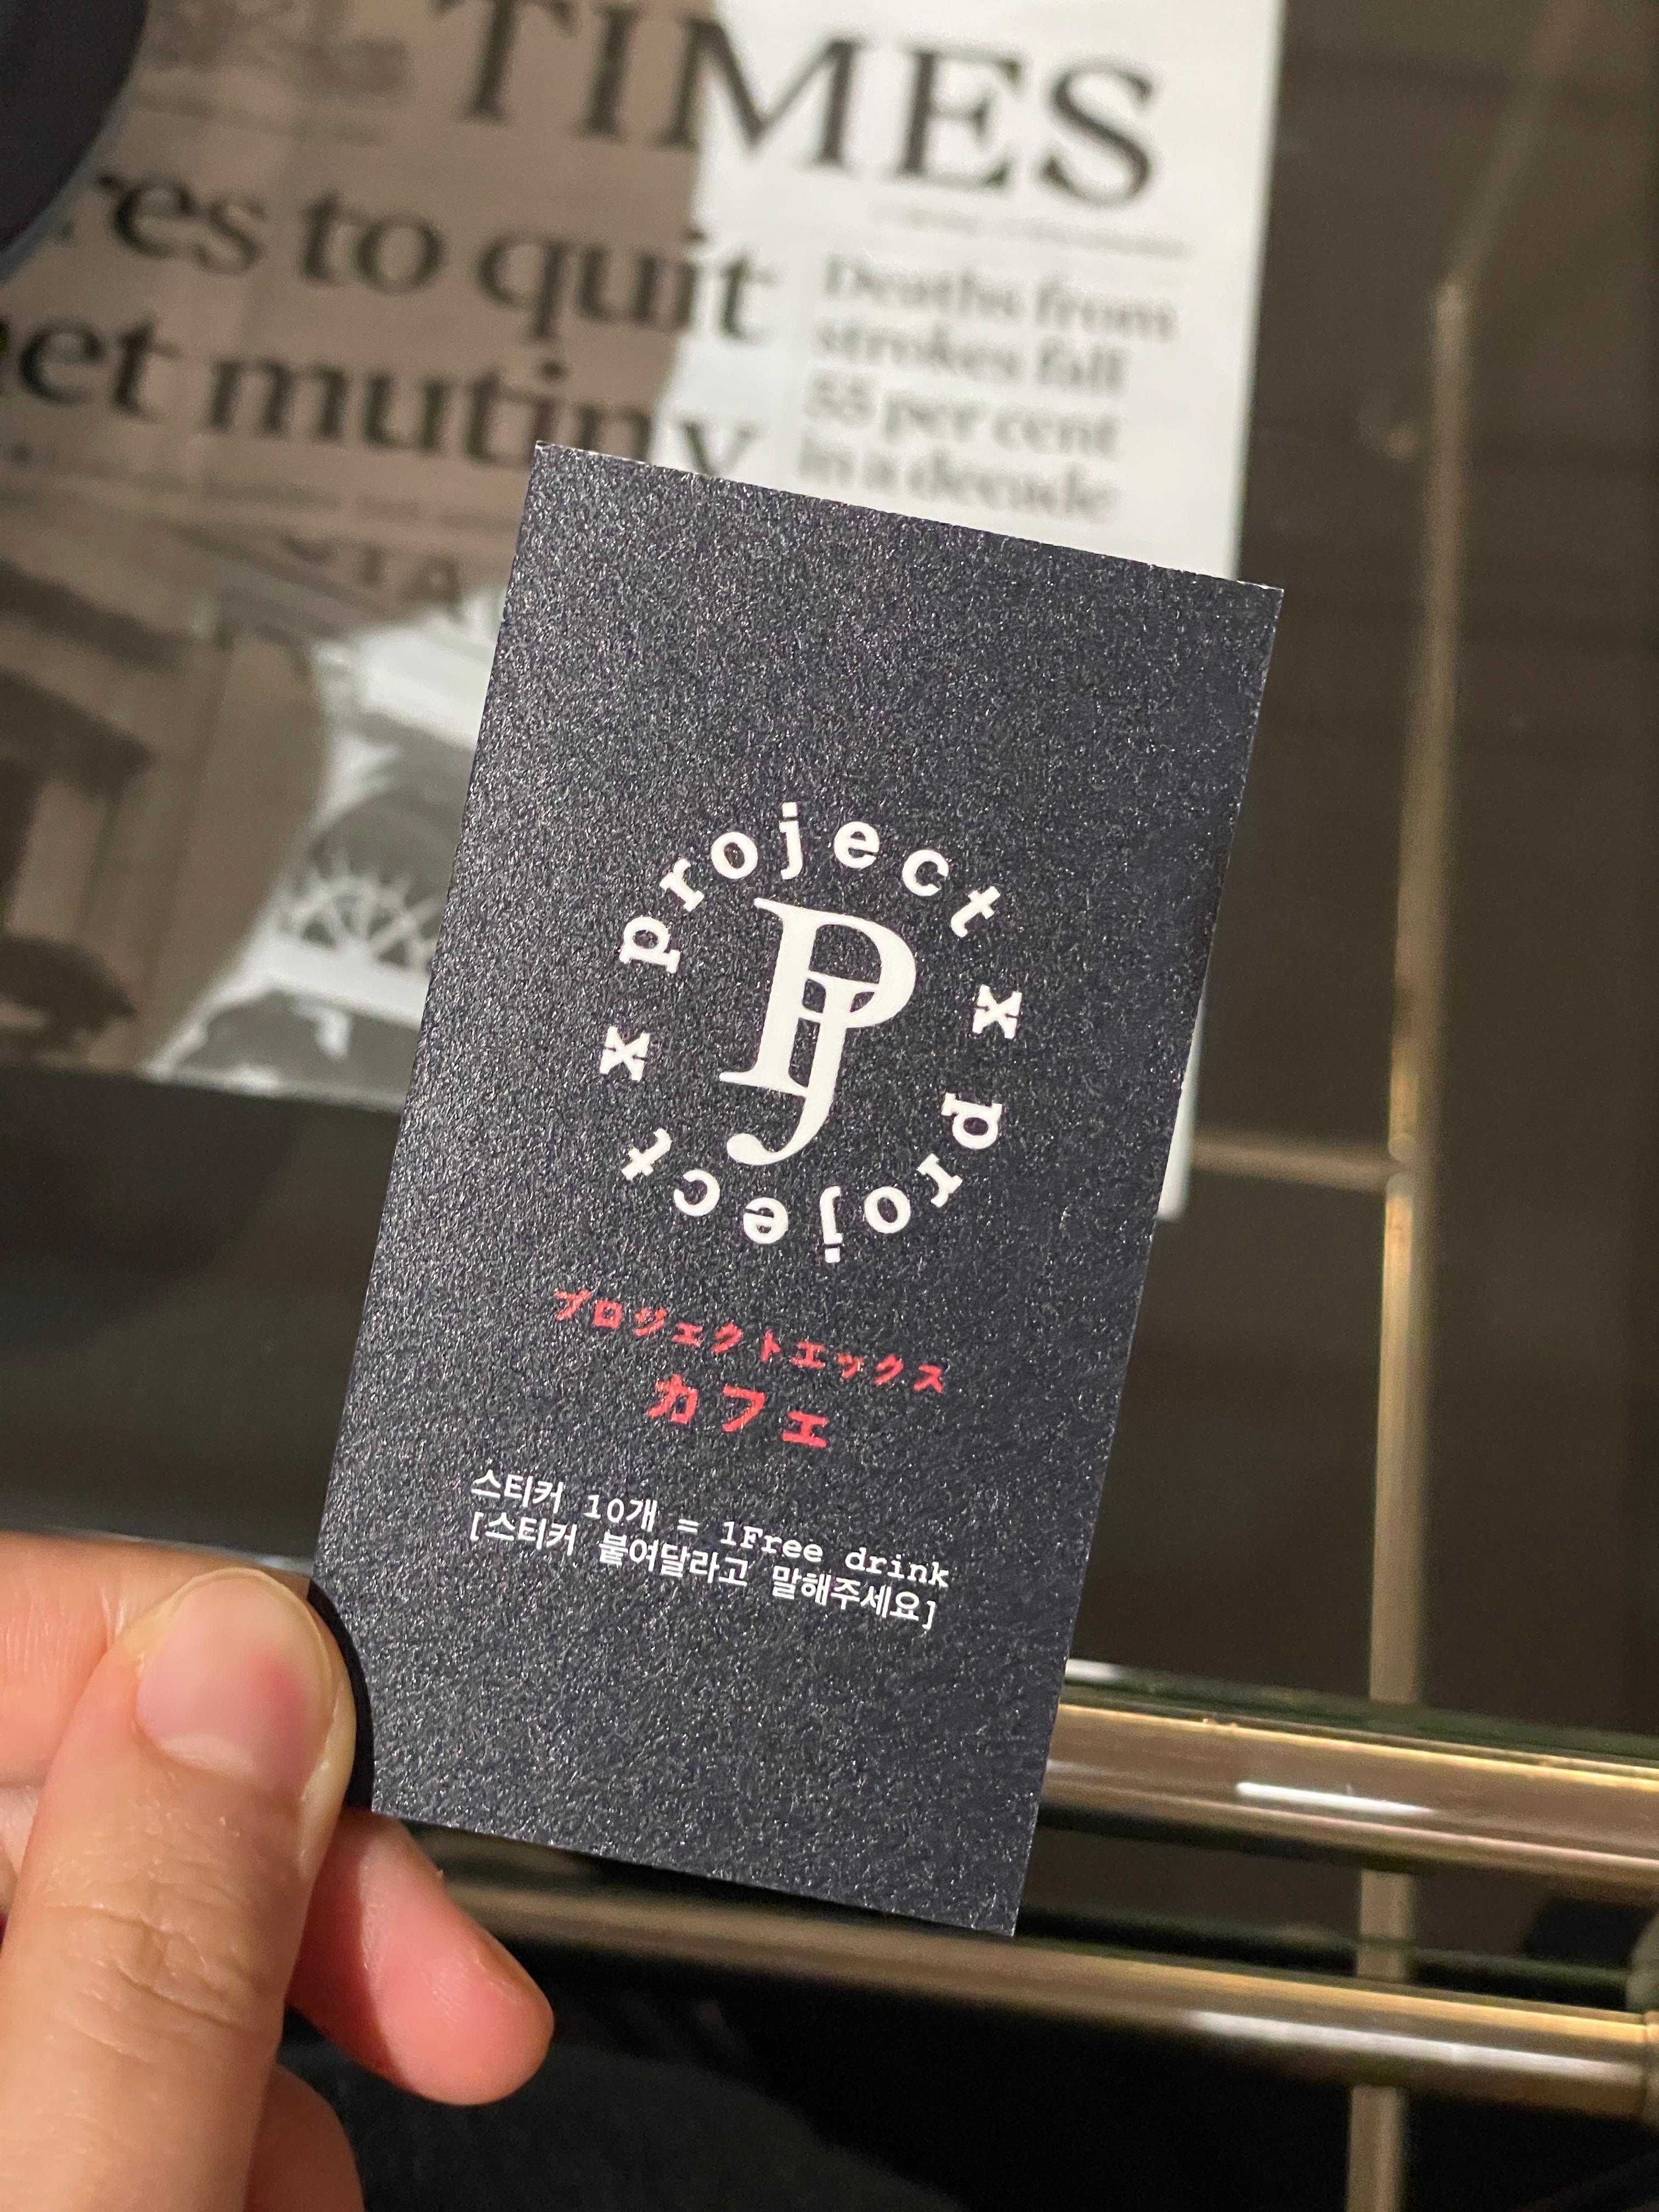 TIMES
res to quit
net mutiny
Deaths from
strokes fall
55 per cent
in a decade
project x project x
PJ
プロジェクトエックス
カフェ
스티커 10개 = 1Free drink
[스티커 붙여달라고 말해주세요]